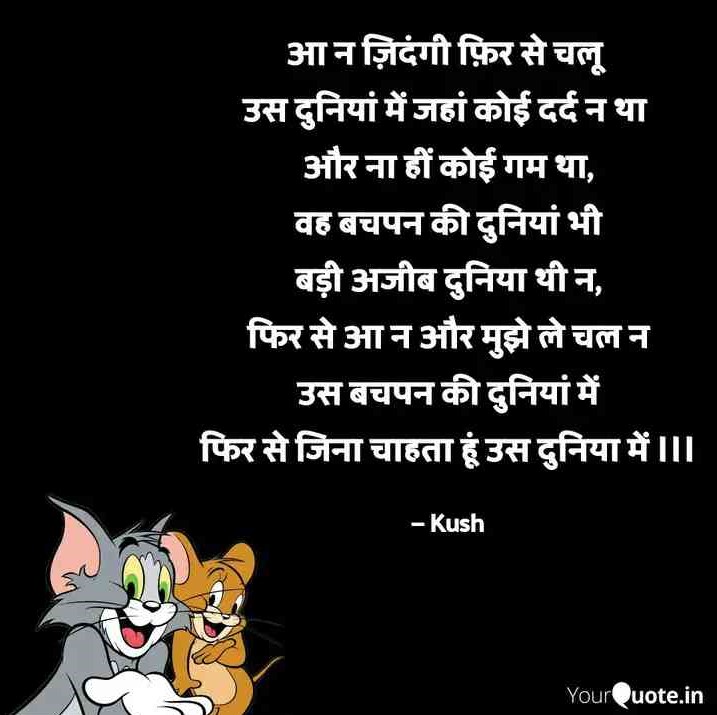 आ न ज़िदंगी फ़िर से चलू
उस दुनियां में जहां कोई दर्द न था
और ना हीं कोई गम था,
वह बचपन की दुनियां भी
बड़ी अजीब दुनिया थी न,
फिर से आ न और मुझे ले चल न
उस बचपन की दुनियां में
फिर से जिना चाहता हूं उस दुनिया में ।।।
– Kush
YourQuote.in